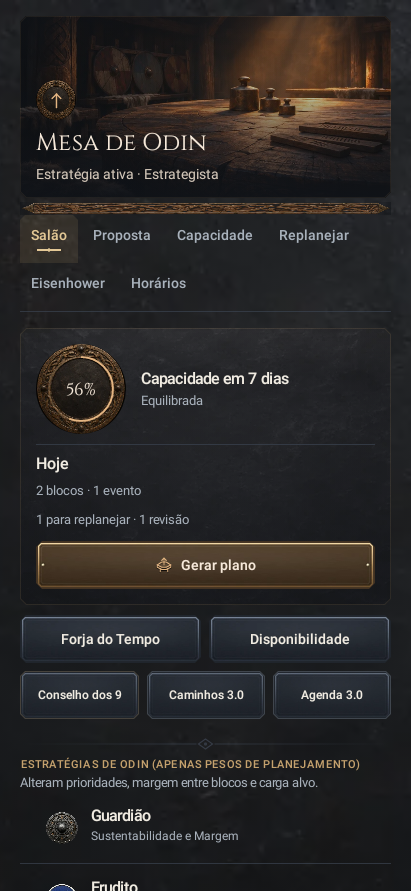 Mesa de Odin
Estratégia ativa · Estrategista
Salão Proposta Capacidade Replanejar
Eisenhower Horários
56%
Capacidade em 7 dias
Equilibrada
Hoje
2 blocos · 1 evento
1 para replanejar · 1 revisão
Gerar plano
Forja do Tempo Disponibilidade
Conselho dos 9 Caminhos 3.0 Agenda 3.0
ESTRATÉGIAS DE ODIN (APENAS PESOS DE PLANEJAMENTO)
Alteram prioridades, margem entre blocos e carga alvo.
Guardião
Sustentabilidade e Margem
Erudito